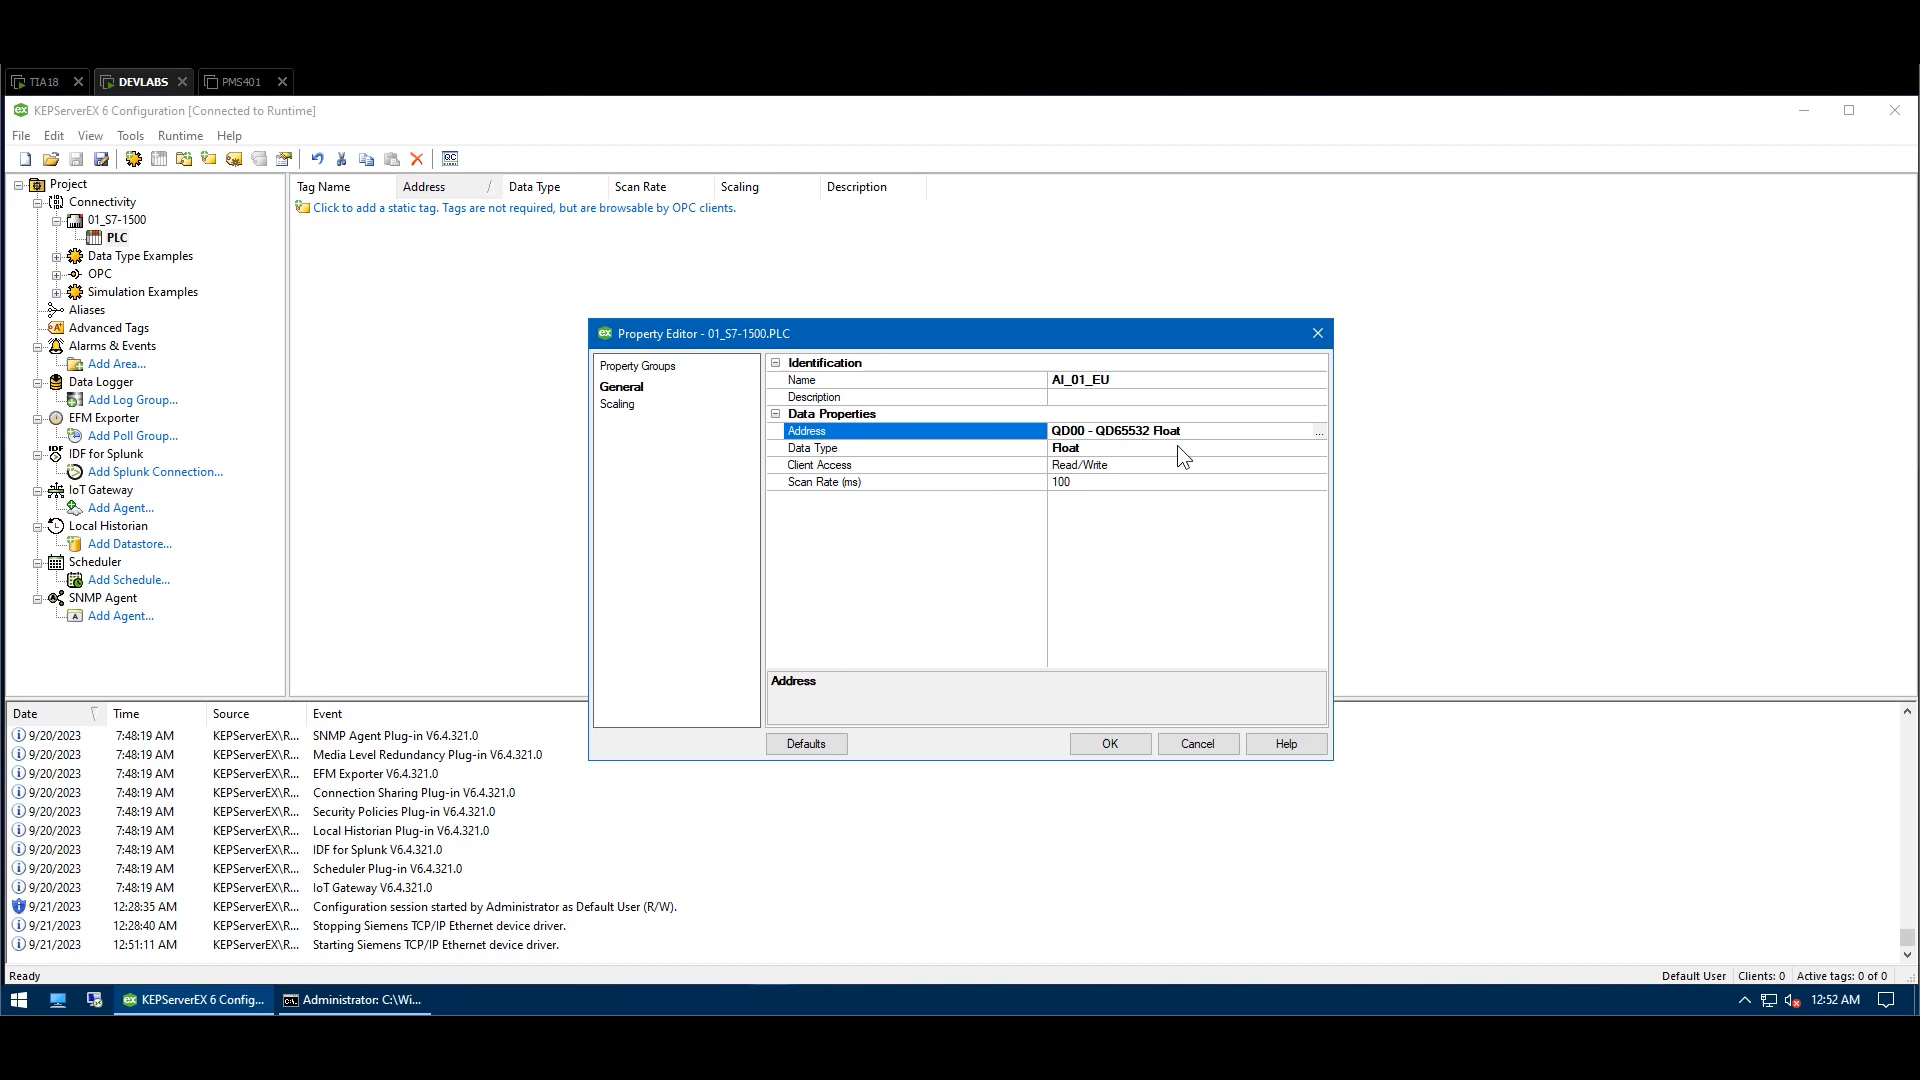 TIA18
DEVLABS
PMS401
KEPServerEX 6 Configuration [Connected to Runtime]
File Edit View Tools Runtime Help
Project
Connectivity
01_S7-1500
PLC
Data Type Examples
OPC
Simulation Examples
Aliases
Advanced Tags
Alarms & Events
Add Area...
Data Logger
Add Log Group...
EFM Exporter
Add Poll Group...
IDF for Splunk
Add Splunk Connection...
IoT Gateway
Add Agent...
Local Historian
Add Datastore...
Scheduler
Add Schedule...
SNMP Agent
Add Agent...
Tag Name Address Data Type Scan Rate Scaling Description
Click to add a static tag. Tags are not required, but are browsable by OPC clients.
Property Editor - 01_S7-1500.PLC
Property Groups
General
Scaling
Identification
Name AI_01_EU
Description
Data Properties
Address QD00 - QD65532 Float ...
Data Type Float
Client Access Read/Write
Scan Rate (ms) 100
Address
Defaults OK Cancel Help
Date Time Source Event
9/20/2023 7:48:19 AM KEPServerEX\R... SNMP Agent Plug-in V6.4.321.0
9/20/2023 7:48:19 AM KEPServerEX\R... Media Level Redundancy Plug-in V6.4.321.0
9/20/2023 7:48:19 AM KEPServerEX\R... EFM Exporter V6.4.321.0
9/20/2023 7:48:19 AM KEPServerEX\R... Connection Sharing Plug-in V6.4.321.0
9/20/2023 7:48:19 AM KEPServerEX\R... Security Policies Plug-in V6.4.321.0
9/20/2023 7:48:19 AM KEPServerEX\R... Local Historian Plug-in V6.4.321.0
9/20/2023 7:48:19 AM KEPServerEX\R... IDF for Splunk V6.4.321.0
9/20/2023 7:48:19 AM KEPServerEX\R... Scheduler Plug-in V6.4.321.0
9/20/2023 7:48:19 AM KEPServerEX\R... IoT Gateway V6.4.321.0
9/21/2023 12:28:35 AM KEPServerEX\R... Configuration session started by Administrator as Default User (R/W).
9/21/2023 12:28:40 AM KEPServerEX\R... Stopping Siemens TCP/IP Ethernet device driver.
9/21/2023 12:51:11 AM KEPServerEX\R... Starting Siemens TCP/IP Ethernet device driver.
Ready Default User Clients: 0 Active tags: 0 of 0
KEPServerEX 6 Config... Administrator: C:\Wi... 12:52 AM